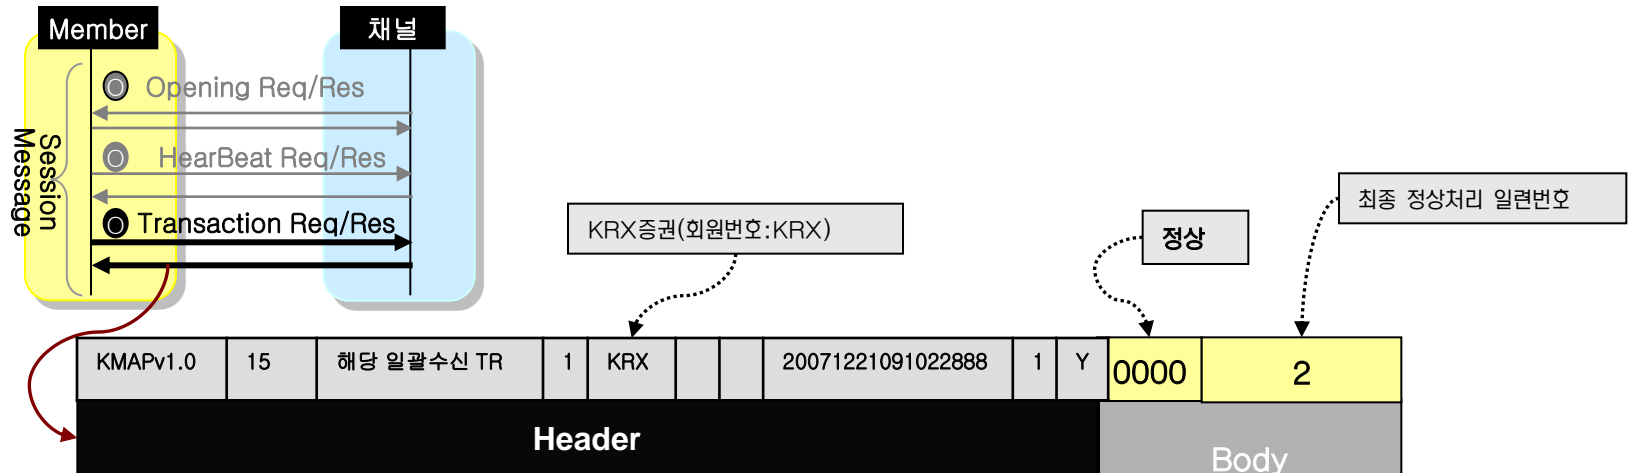 Member
채널
O Opening Req/Res
O HearBeat Req/Res
O Transaction Req/Res
Session
Message
KRX증권(회원번호:KRX)
정상
최종 정상처리 일련번호
KMAPv1.0 15 해당 일괄수신 TR 1 KRX 20071221091022888 1 Y 0000 2
Header
Body